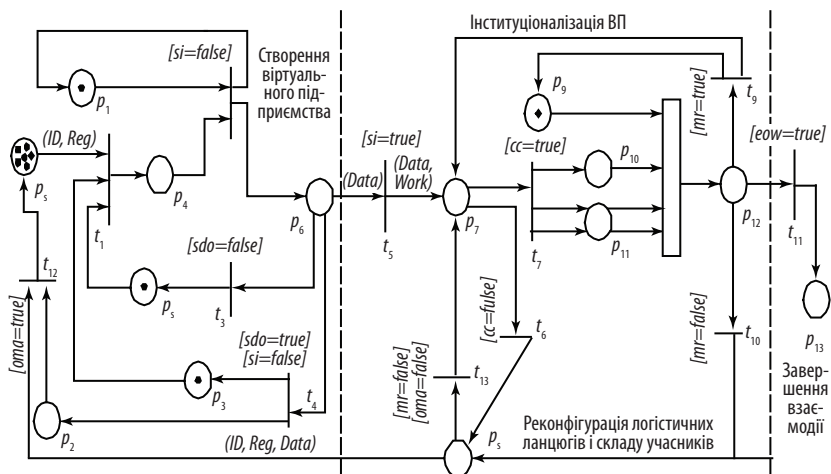 Інституціоналізація ВП
[si=false]
Створення
віртуаль-
ного під-
приємства
p1
p9
[mr=true]
t9
(ID, Reg)
[si=true]
[cc=true]
[eow=true]
(Data,
Work)
(Data)
p10
ps
p4
p6
t5
p7
p12
t1
t7
p11
t11
[sdo=false]
t12
ps
t3
[cc=fulse]
t6
[mr=false]
t10
p13
[oma=true]
[sdo=true]
[si=false]
p3
t4
[mr=false]
[oma=false]
t13
Завер-
шення
взає-
модії
p2
(ID, Reg, Data)
ps
Реконфігурація логістичних
ланцюгів і складу учасників